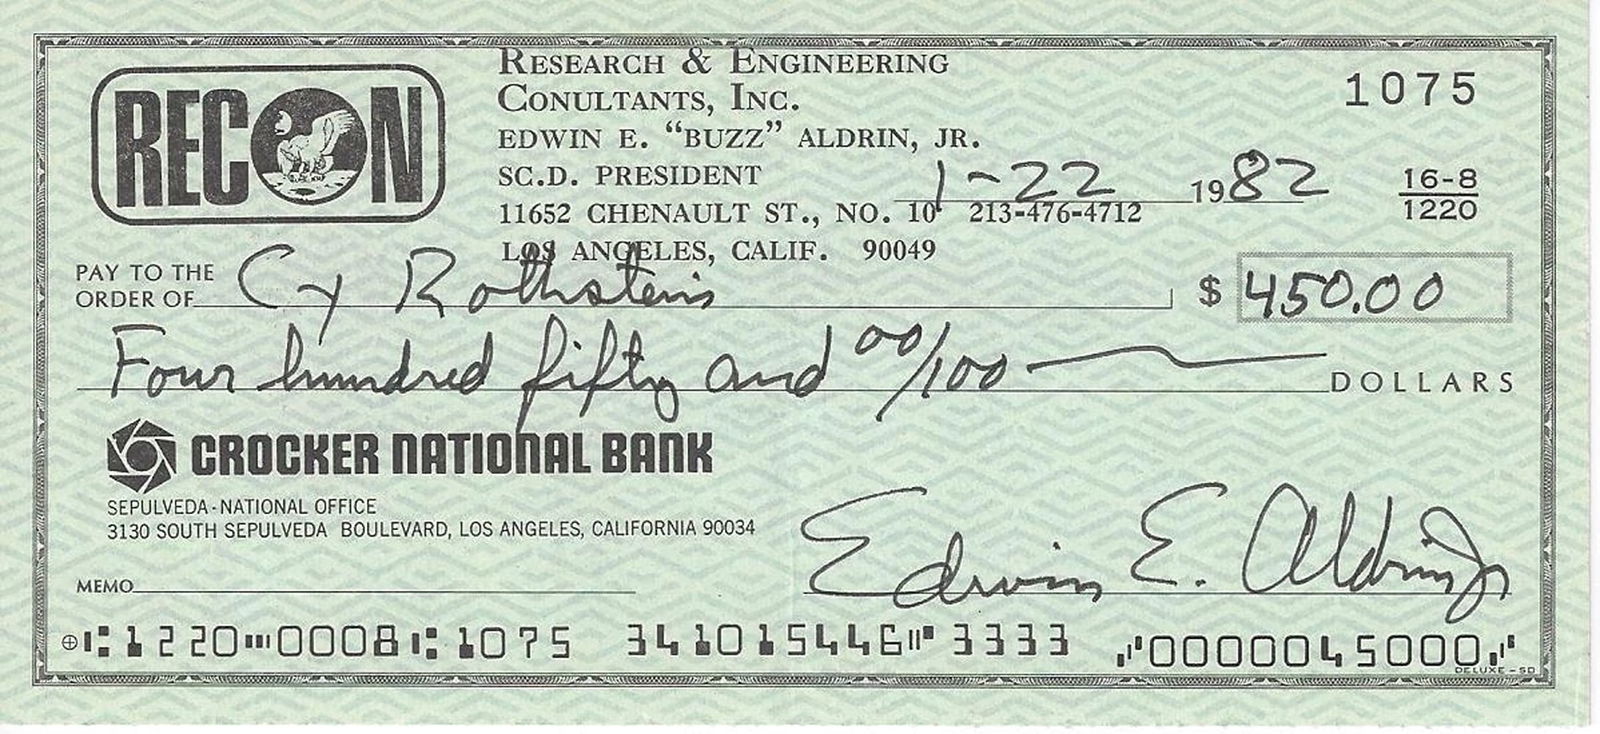 RECON
RESEARCH & ENGINEERING
CONULTANTS, INC.
EDWIN E. "BUZZ" ALDRIN, JR.
SC.D. PRESIDENT
11652 CHENAULT ST., NO. 10 213-476-4712
LOS ANGELES, CALIF. 90049
1075
1-22 1982
16-8
1220
PAY TO THE
ORDER OF Cy Rothstein
$ 450.00
Four hundred fifty and 00/100 DOLLARS
CROCKER NATIONAL BANK
SEPULVEDA-NATIONAL OFFICE
3130 SOUTH SEPULVEDA BOULEVARD, LOS ANGELES, CALIFORNIA 90034
Edwin E. Aldrin Jr
MEMO
⑆1220⑉0008⑆1075 341015446⑈3333 ⑇0000045000⑇
DELUXE-SD